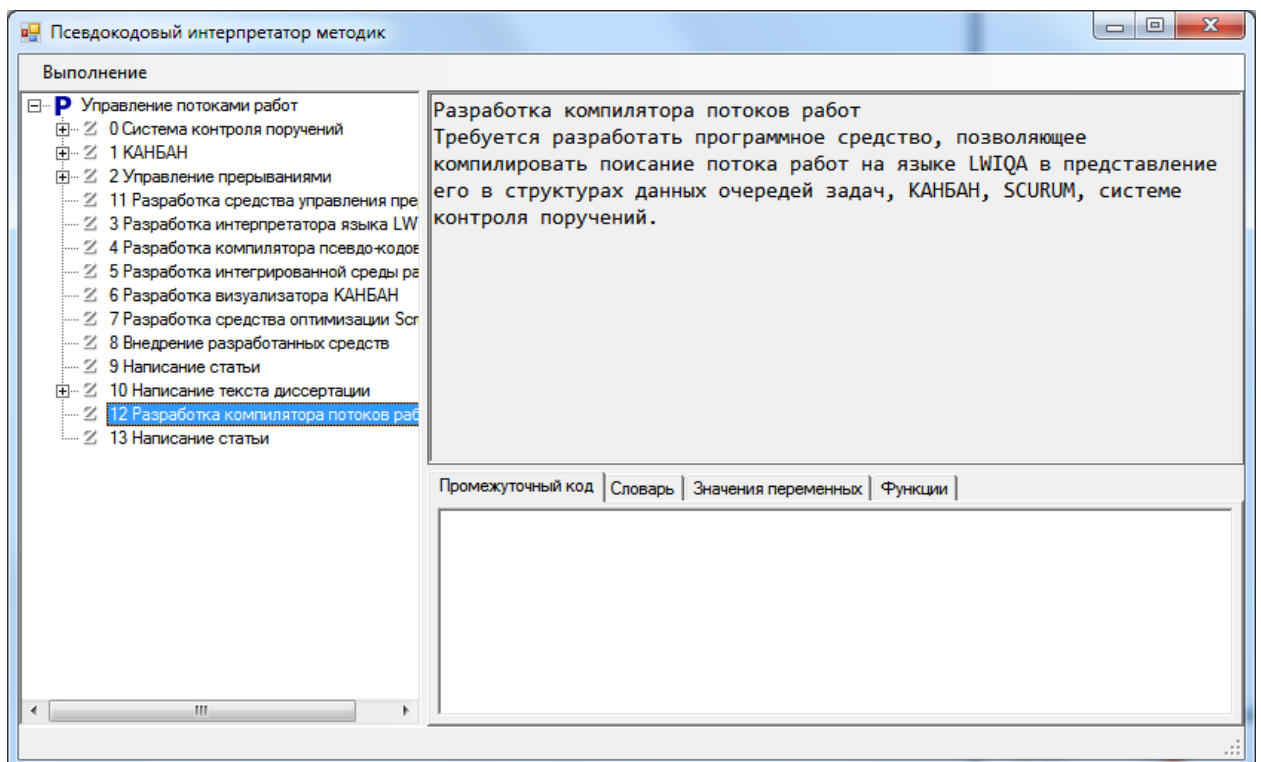 Псевдокодовый интерпретатор методик
Выполнение
Управление потоками работ
0 Система контроля поручений
1 КАНБАН
2 Управление прерываниями
11 Разработка средства управления пре
3 Разработка интерпретатора языка LW
4 Разработка компилятора псевдо-кодов
5 Разработка интегрированной среды ра
6 Разработка визуализатора КАНБАН
7 Разработка средства оптимизации Scr
8 Внедрение разработанных средств
9 Написание статьи
10 Написание текста диссертации
12 Разработка компилятора потоков раб
13 Написание статьи
Разработка компилятора потоков работ
Требуется разработать программное средство, позволяющее
компилировать поисание потока работ на языке LWIQA в представление
его в структурах данных очередей задач, КАНБАН, SCURUM, системе
контроля поручений.
Промежуточный код Словарь Значения переменных Функции